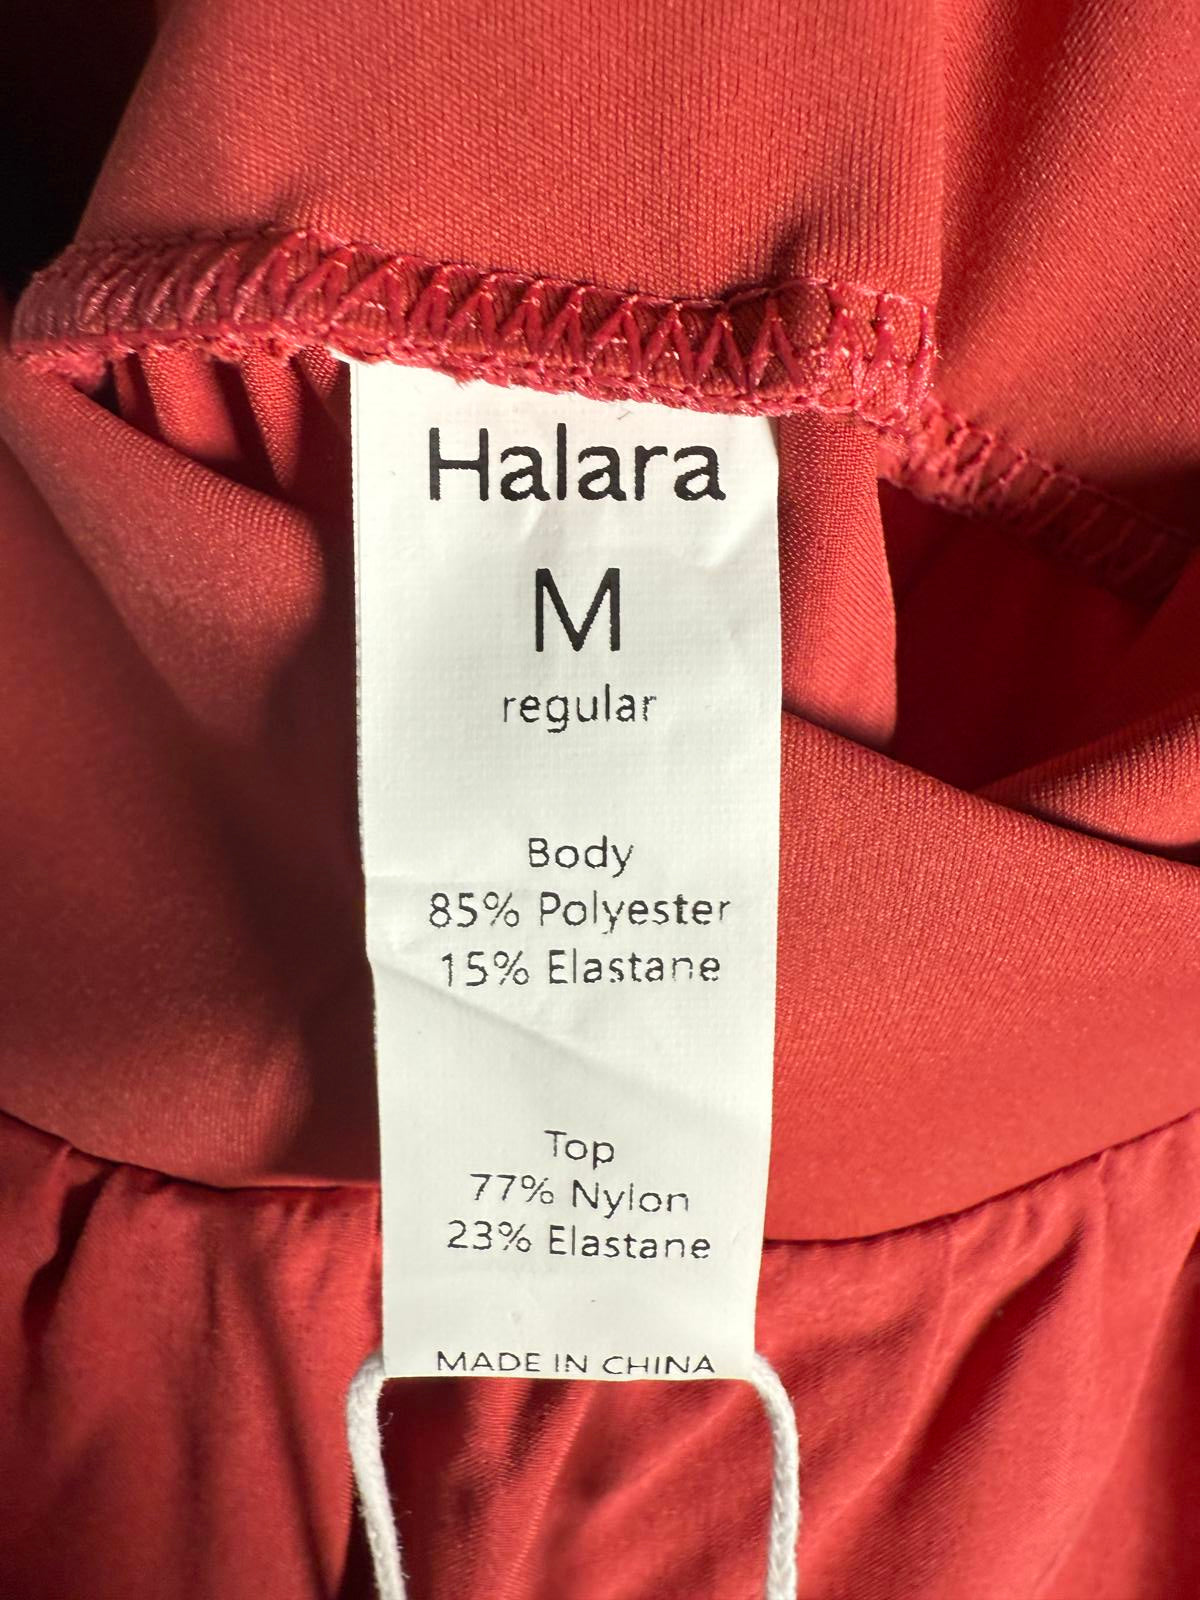 Halara
M
regular
Body
85% Polyester
15% Elastane
Top
77% Nylon
23% Elastane
MADE IN CHINA